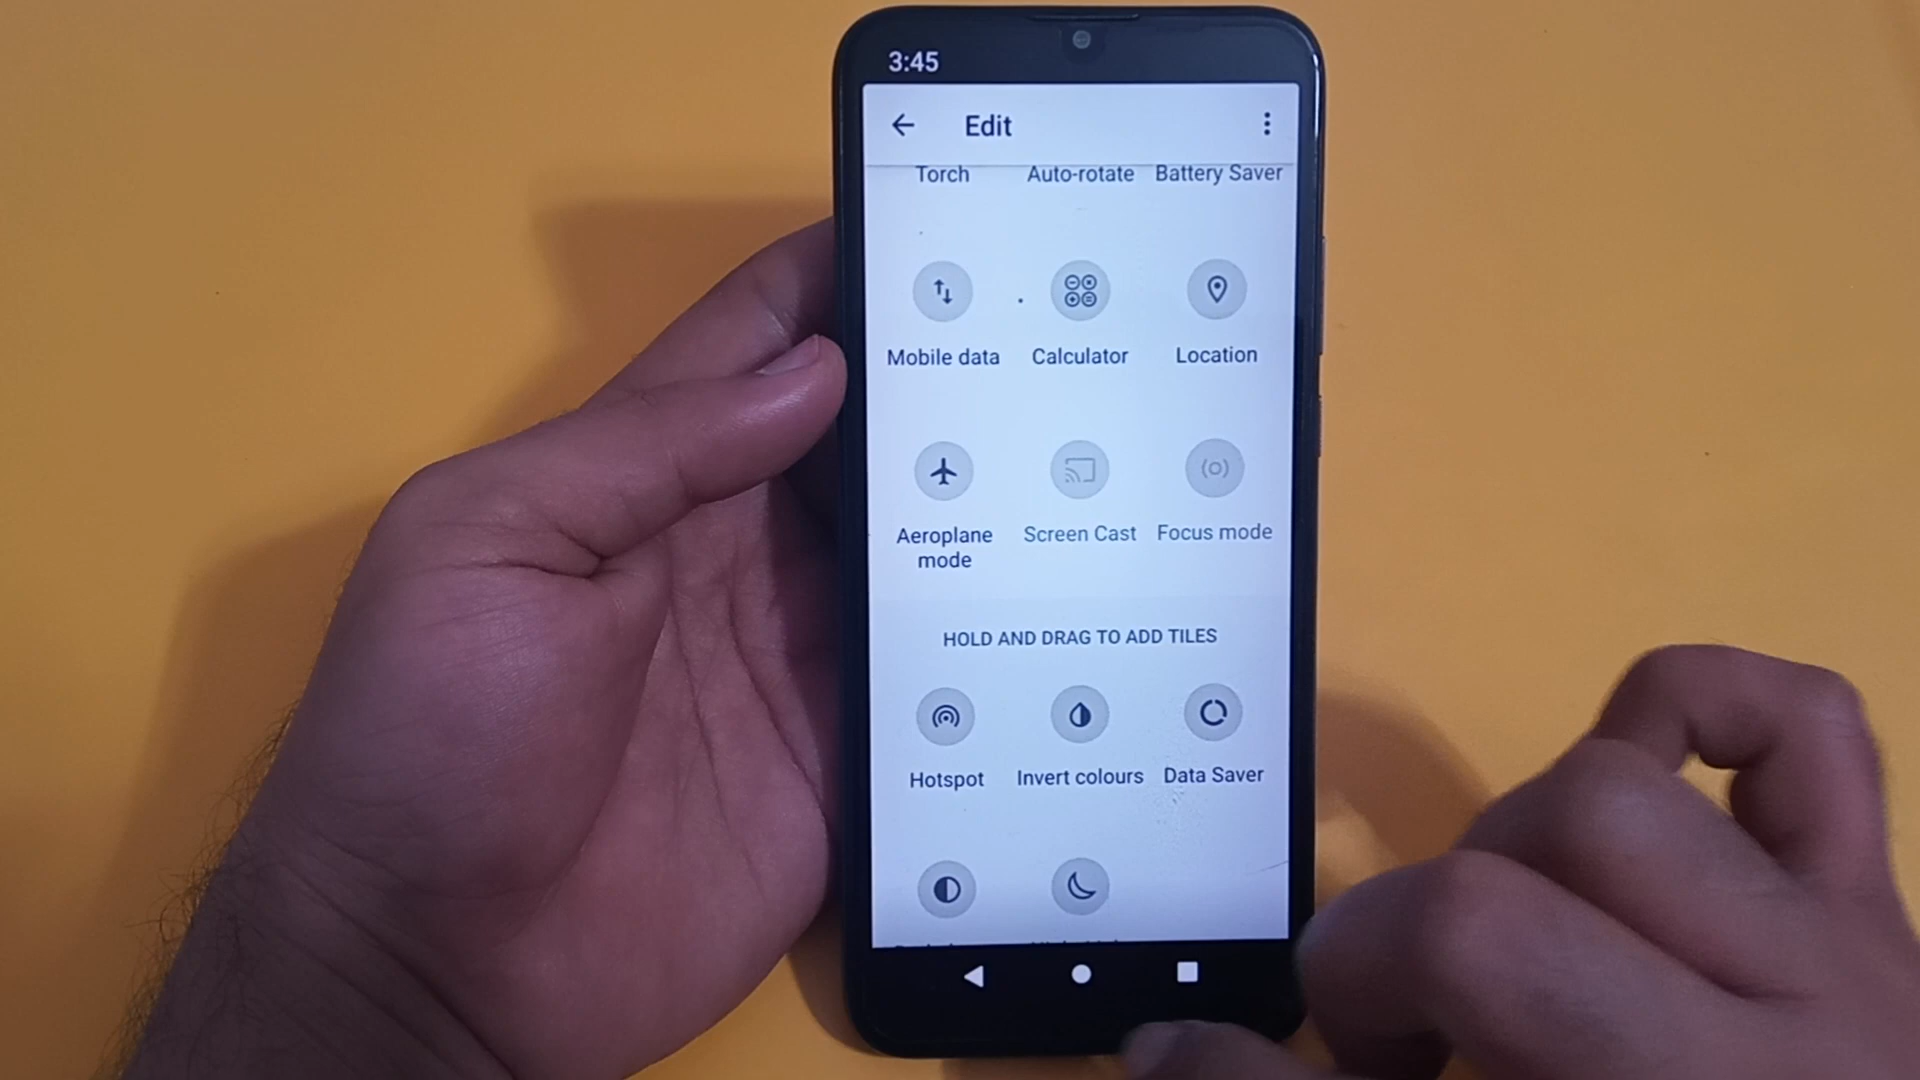 3:45
Edit
Torch Auto-rotate Battery Saver
Mobile data Calculator Location
Aeroplane mode Screen Cast Focus mode
HOLD AND DRAG TO ADD TILES
Hotspot Invert colours Data Saver